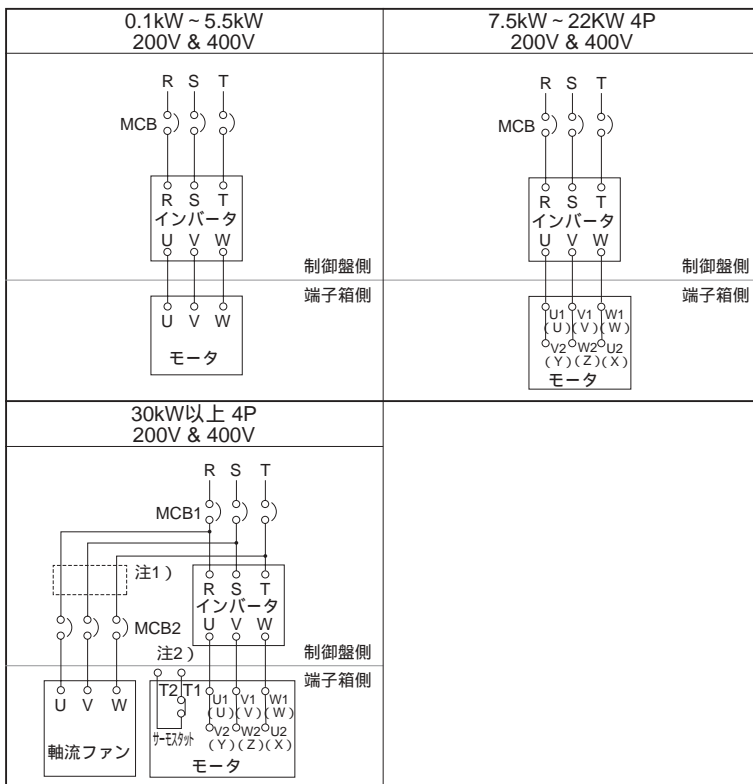 0.1kW ~ 5.5kW
200V & 400V
R S T
MCB
R S T
インバータ
U V W
制御盤側
端子箱側
U V W
モータ
7.5kW ~ 22KW 4P
200V & 400V
R S T
MCB
R S T
インバータ
U V W
制御盤側
端子箱側
U1 V1 W1
(U) (V) (W)
V2 W2 U2
(Y) (Z) (X)
モータ
30kW以上 4P
200V & 400V
R S T
MCB1
注1）
R S T
インバータ
U V W
MCB2
注2）
制御盤側
端子箱側
U V W
軸流ファン
T2 T1
サーモスタット
U1 V1 W1
(U) (V) (W)
V2 W2 U2
(Y) (Z) (X)
モータ